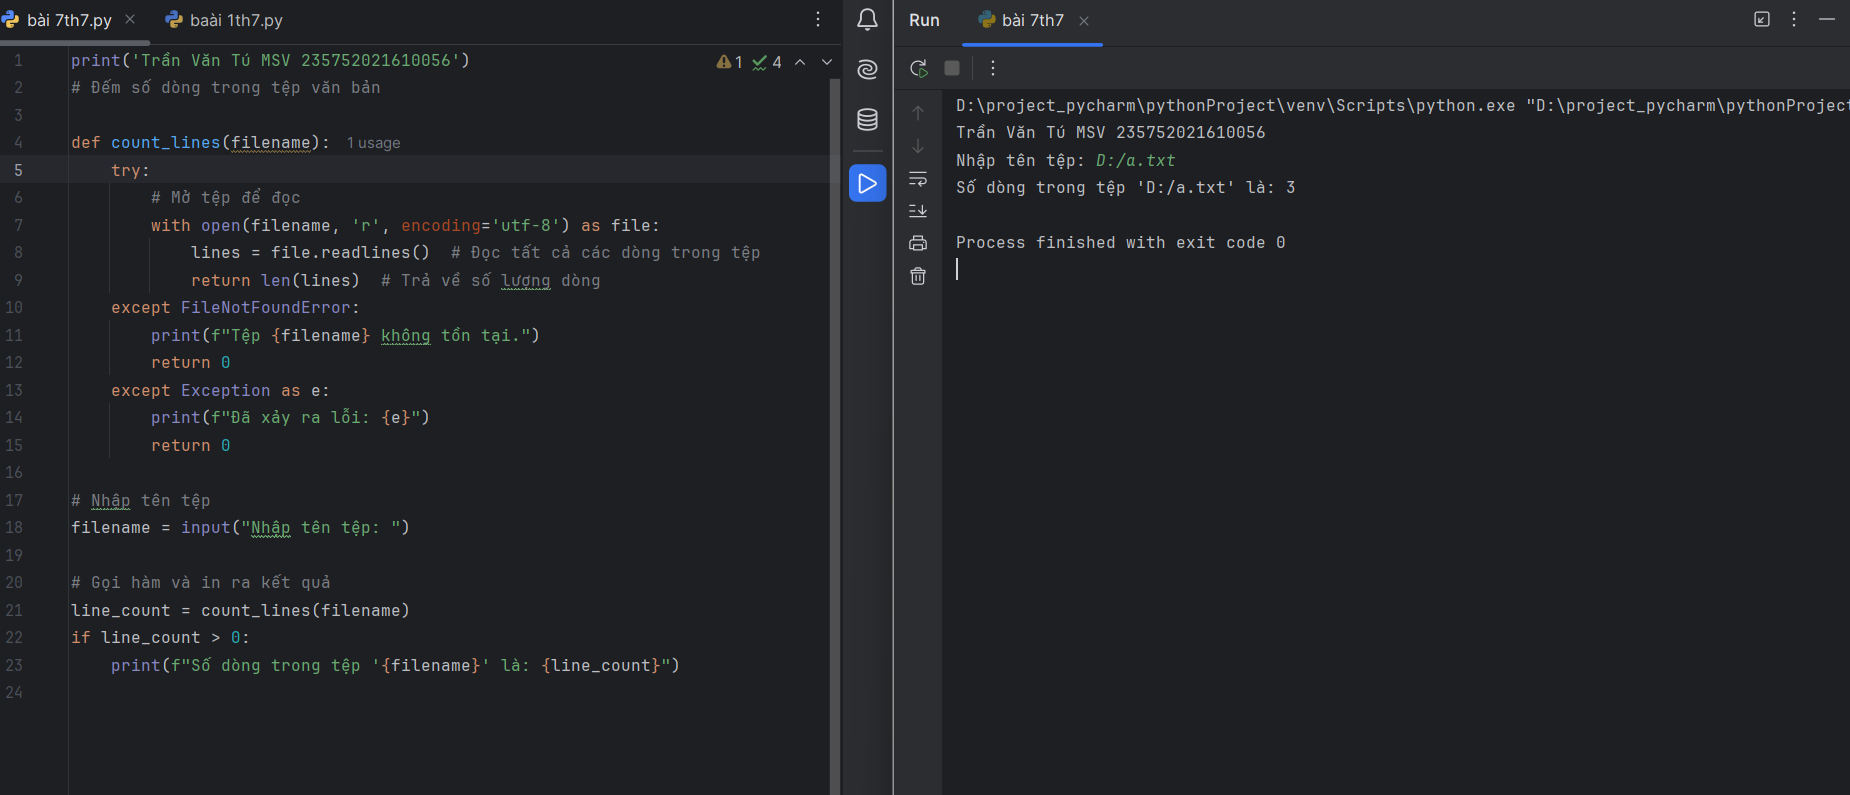 bài 7th7.py
baài 1th7.py
1 print('Trần Văn Tú MSV 235752021610056')
1 4
2 # Đếm số dòng trong tệp văn bản
3
4 def count_lines(filename): 1 usage
5 try:
6 # Mở tệp để đọc
7 with open(filename, 'r', encoding='utf-8') as file:
8 lines = file.readlines() # Đọc tất cả các dòng trong tệp
9 return len(lines) # Trả về số lượng dòng
10 except FileNotFoundError:
11 print(f"Tệp {filename} không tồn tại.")
12 return 0
13 except Exception as e:
14 print(f"Đã xảy ra lỗi: {e}")
15 return 0
16
17 # Nhập tên tệp
18 filename = input("Nhập tên tệp: ")
19
20 # Gọi hàm và in ra kết quả
21 line_count = count_lines(filename)
22 if line_count > 0:
23 print(f"Số dòng trong tệp '{filename}' là: {line_count}")
24
Run bài 7th7
D:\project_pycharm\pythonProject\venv\Scripts\python.exe "D:\project_pycharm\pythonProject
Trần Văn Tú MSV 235752021610056
Nhập tên tệp: D:/a.txt
Số dòng trong tệp 'D:/a.txt' là: 3
Process finished with exit code 0